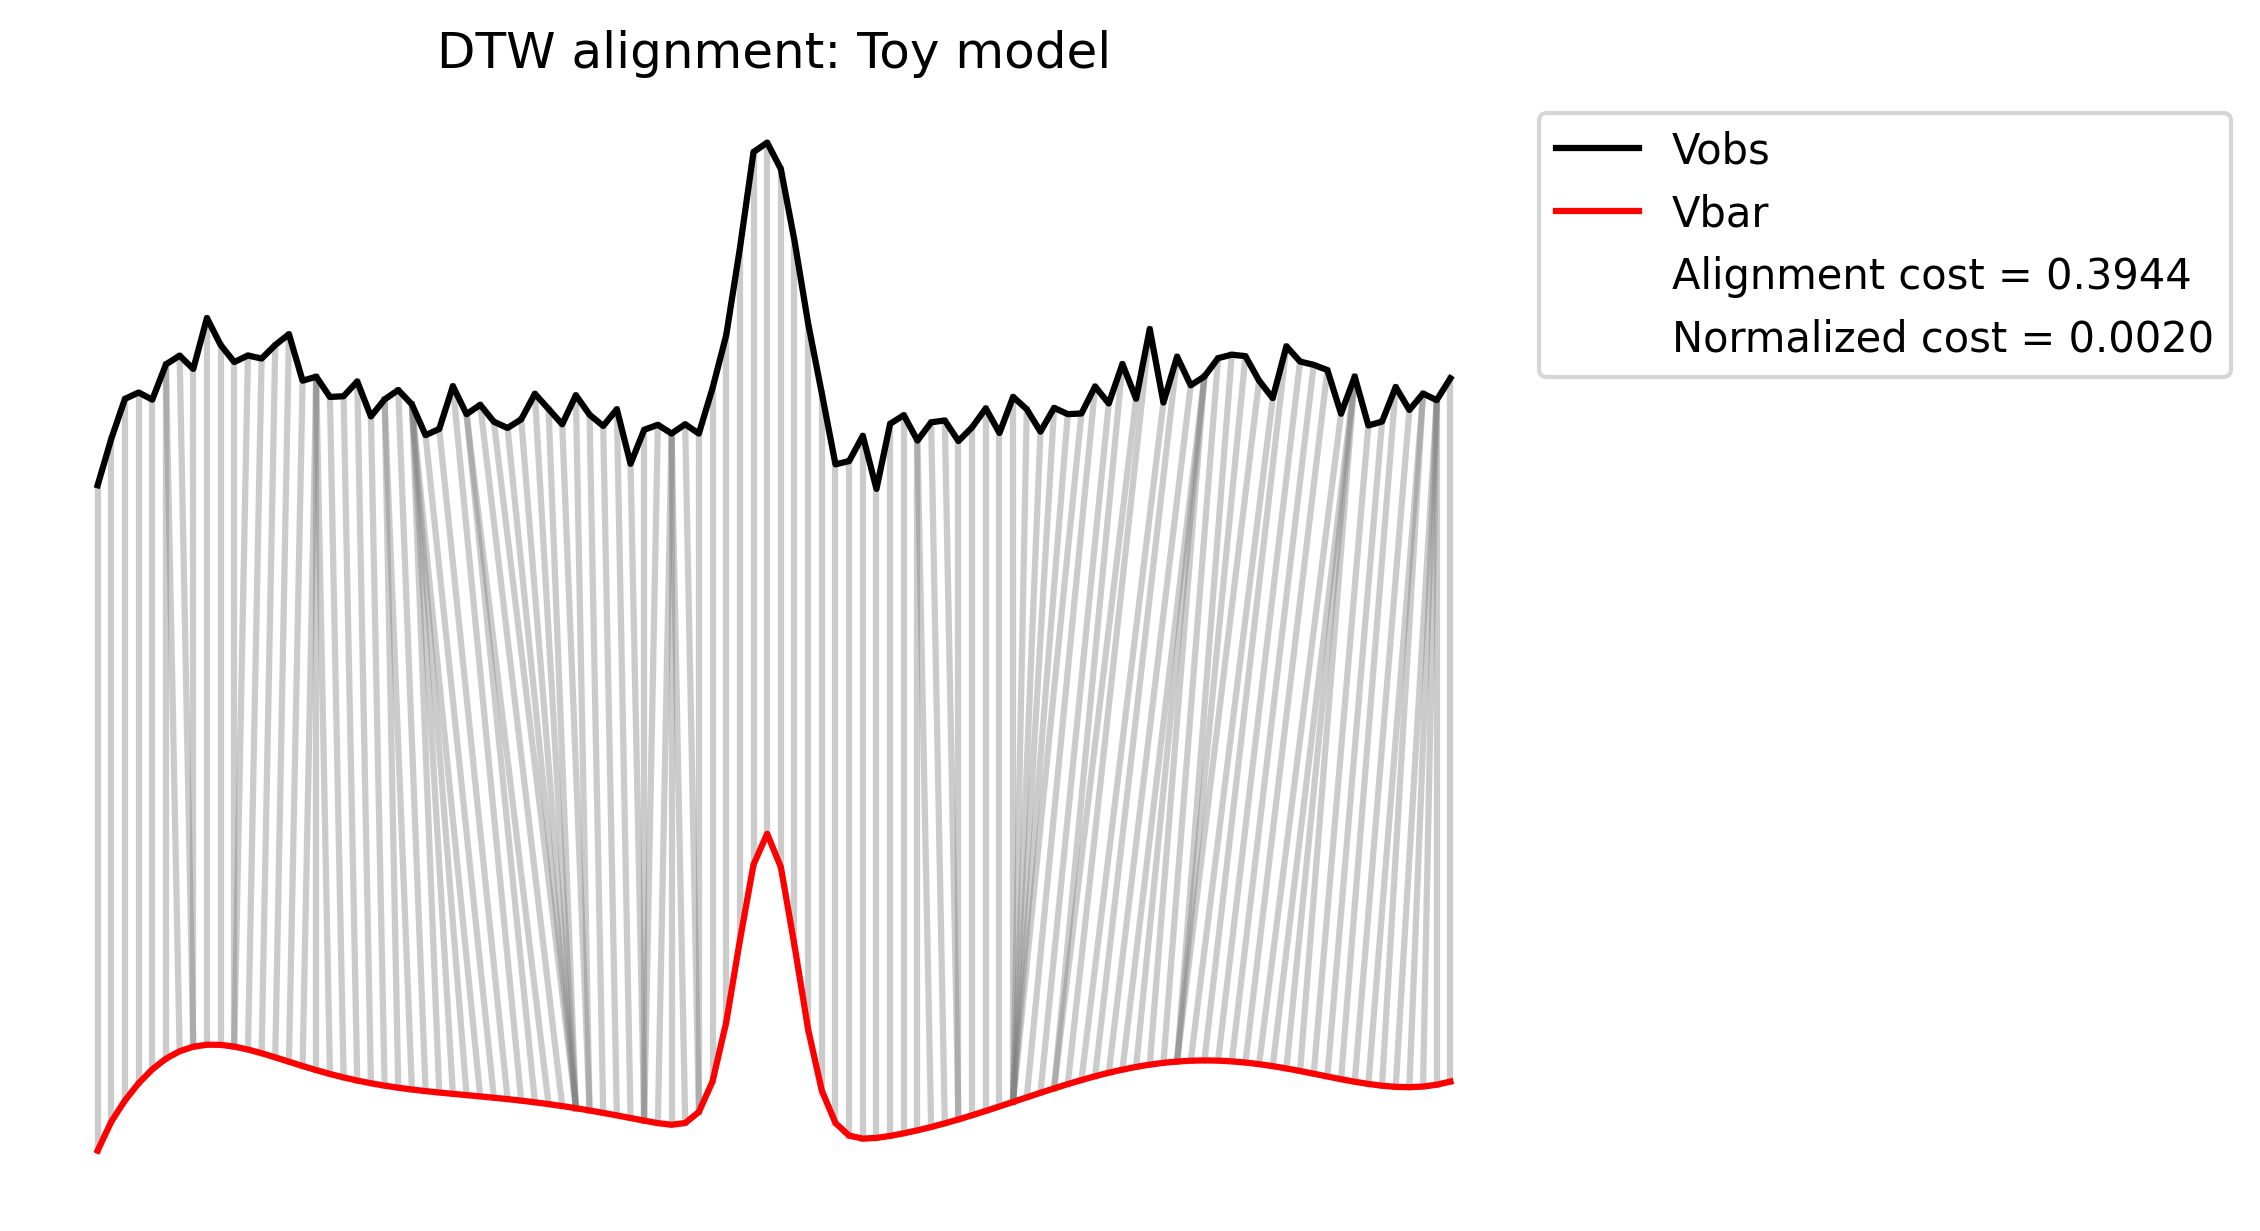 DTW alignment: Toy model
Vobs
Vbar
Alignment cost = 0.3944
Normalized cost = 0.0020